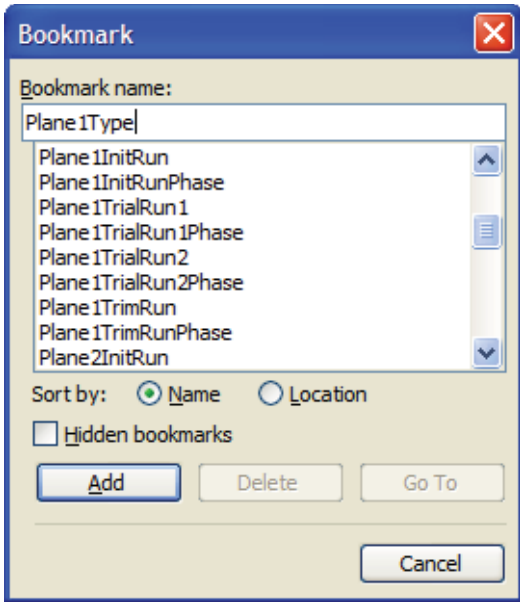 Bookmark
Bookmark name:
Plane1Type
Plane1InitRun
Plane1InitRunPhase
Plane1TrialRun1
Plane1TrialRun1Phase
Plane1TrialRun2
Plane1TrialRun2Phase
Plane1TrimRun
Plane1TrimRunPhase
Plane2InitRun
Sort by: Name Location
Hidden bookmarks
Add Delete Go To
Cancel